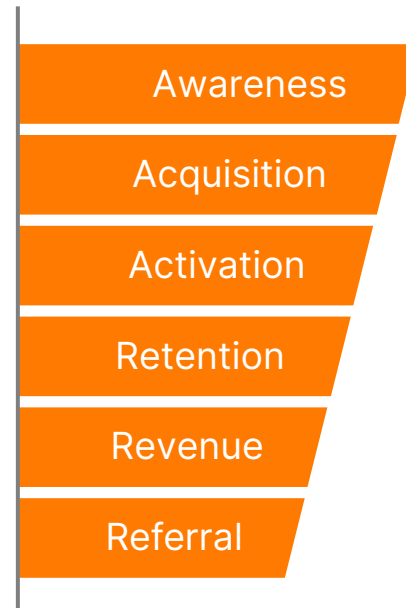 Awareness
Acquisition
Activation
Retention
Revenue
Referral